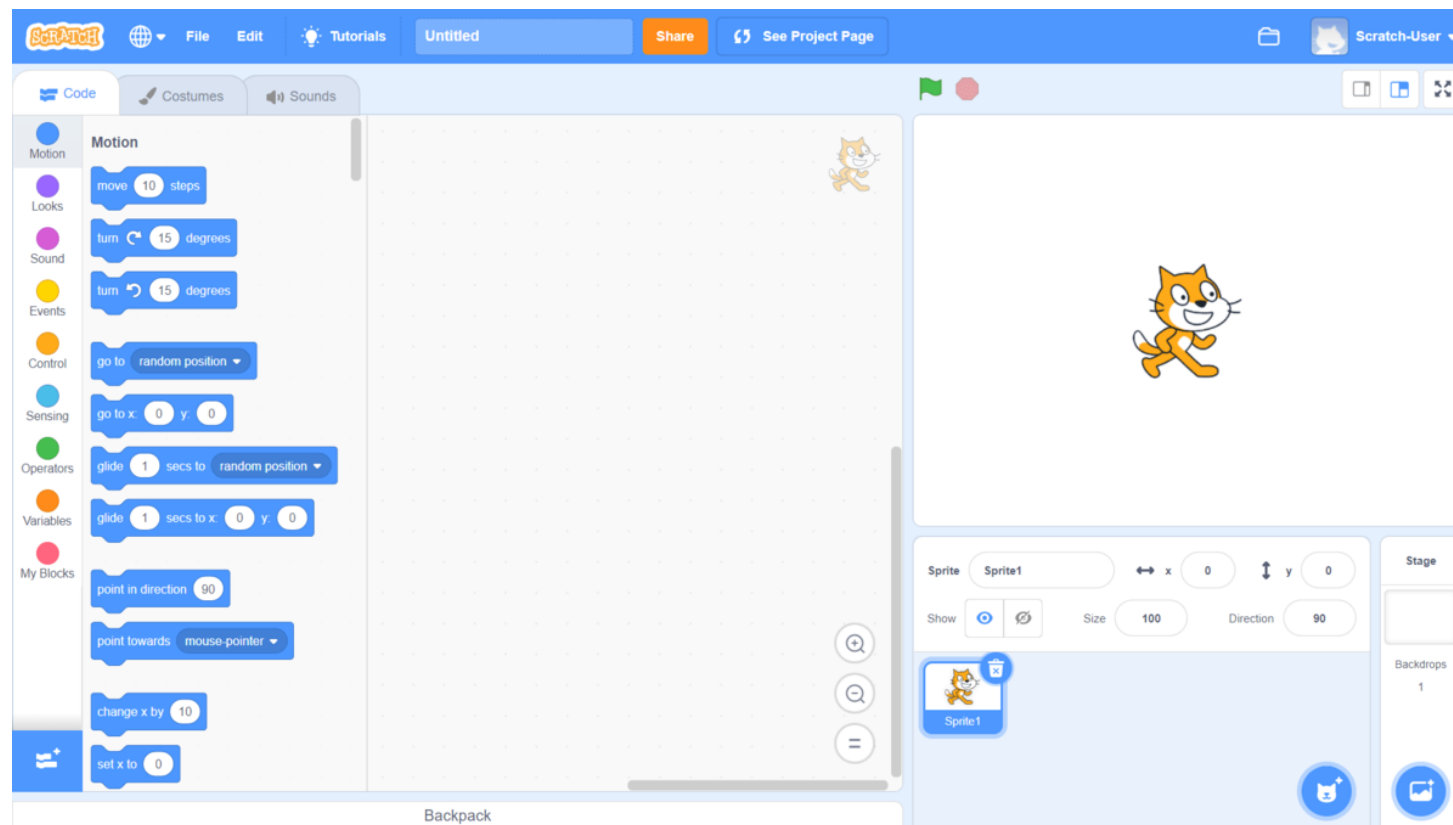 SCRATCH File Edit Tutorials Untitled Share See Project Page Scratch-User
Code Costumes Sounds
Motion
Looks
Sound
Events
Control
Sensing
Operators
Variables
My Blocks
Motion
move 10 steps
turn 15 degrees
turn 15 degrees
go to random position
go to x: 0 y: 0
glide 1 secs to random position
glide 1 secs to x: 0 y: 0
point in direction 90
point towards mouse-pointer
change x by 10
set x to 0
Backpack
Sprite Sprite1 x 0 y 0
Show Size 100 Direction 90
Sprite1
Stage
Backdrops
1